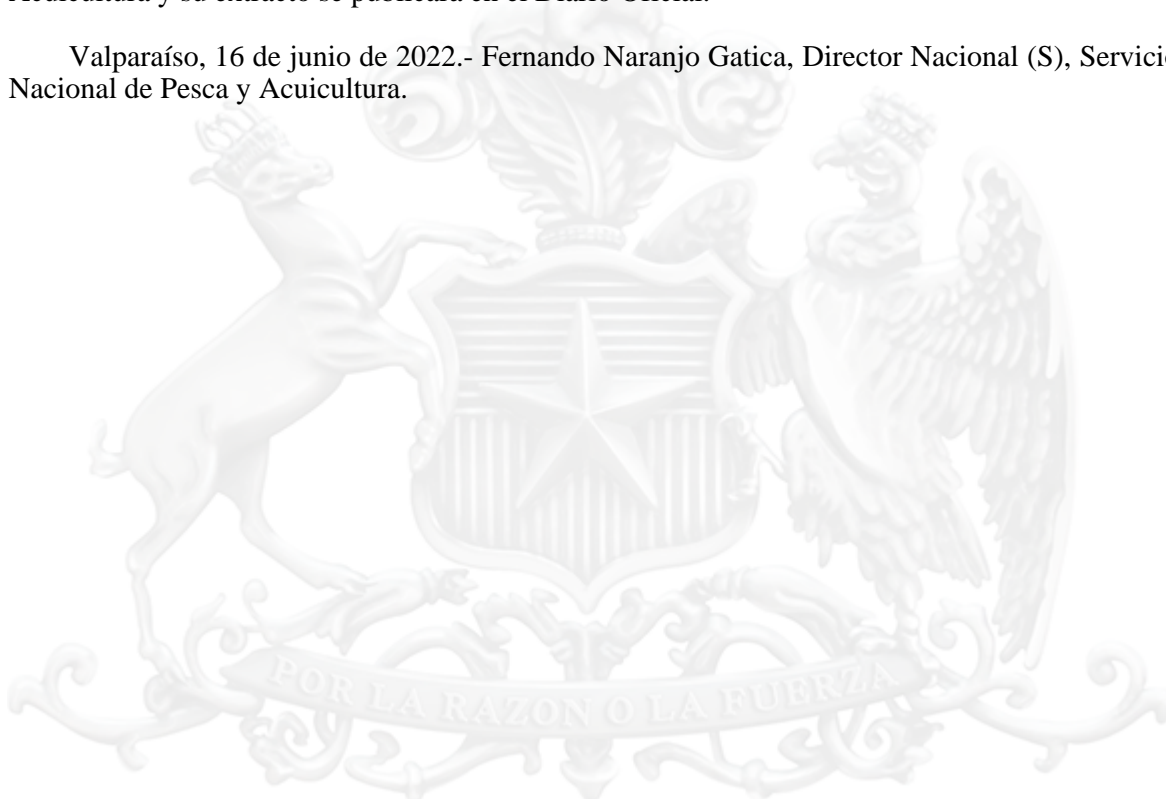 Acuicultura y su extracto se publicará en el Diario Oficial.
Valparaíso, 16 de junio de 2022.- Fernando Naranjo Gatica, Director Nacional (S), Servicio
Nacional de Pesca y Acuicultura.
POR LA RAZON O LA FUERZA